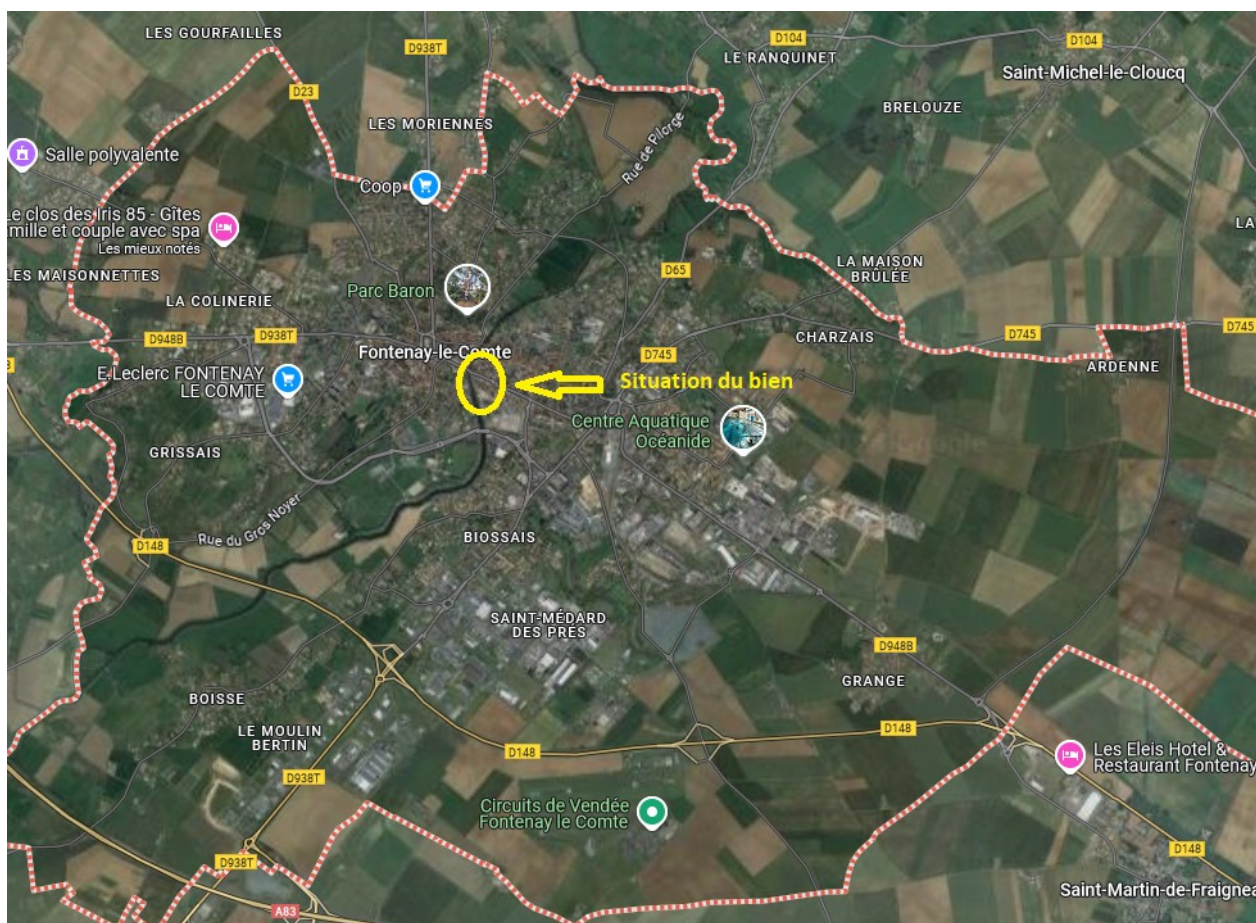 LES GOURFAILLES
D938T
D104
D104
LE RANQUINET
Saint-Michel-le-Cloucq
D23
BRELOUZE
LES MORIENNES
Rue de Pilorge
Salle polyvalente
Coop
Le clos des Iris 85 - Gîtes
famille et couple avec spa
Les mieux notés
LA
LES MAISONNETTES
D65
LA MAISON
BRÛLÉE
Parc Baron
LA COLINERIE
D948B
D938T
CHARZAIS
D745
D745
Fontenay-le-Comte
D745
ARDENNE
E.Leclerc FONTENAY
LE COMTE
Situation du bien
Centre Aquatique
Océanide
GRISSAIS
Rue du Gros Noyer
D148
BIOSSAIS
SAINT-MÉDARD
DES PRÉS
D948B
GRANGE
BOISSE
LE MOULIN
BERTIN
D148
D148
D938T
Les Eleis Hotel &
Restaurant Fontenay
Circuits de Vendée
Fontenay le Comte
D148
D938T
A83
Saint-Martin-de-Fraignea